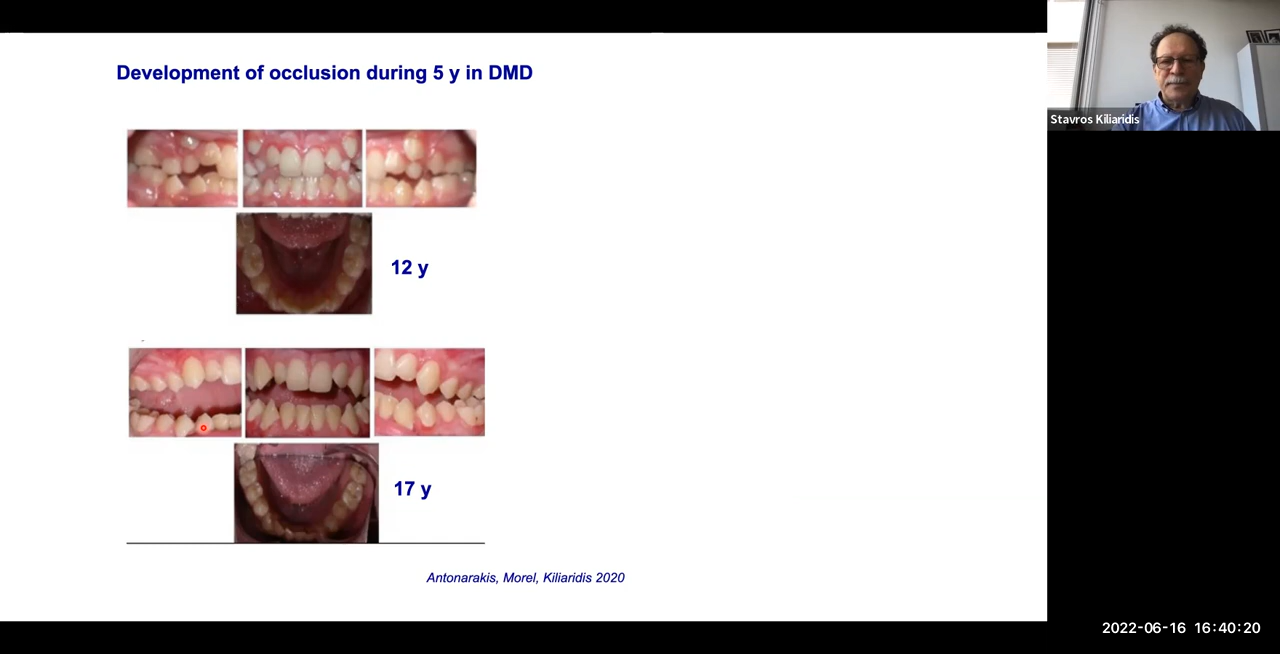 Development of occlusion during 5 y in DMD
Stavros Kiliaridis
12 y
17 y
Antonarakis, Morel, Kiliaridis 2020
2022-06-16 16:40:20